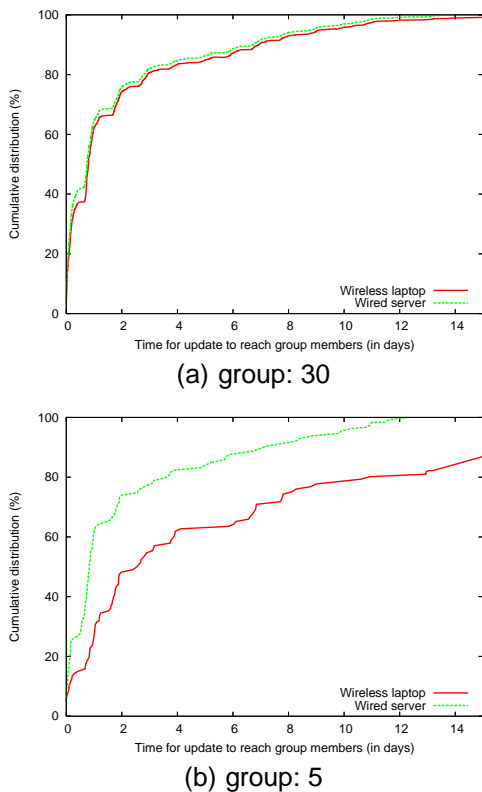 100
80
60
40
20
0
Cumulative distribution (%)
Wireless laptop
Wired server
0 2 4 6 8 10 12 14
Time for update to reach group members (in days)
(a) group: 30
100
80
60
40
20
0
Cumulative distribution (%)
Wireless laptop
Wired server
0 2 4 6 8 10 12 14
Time for update to reach group members (in days)
(b) group: 5